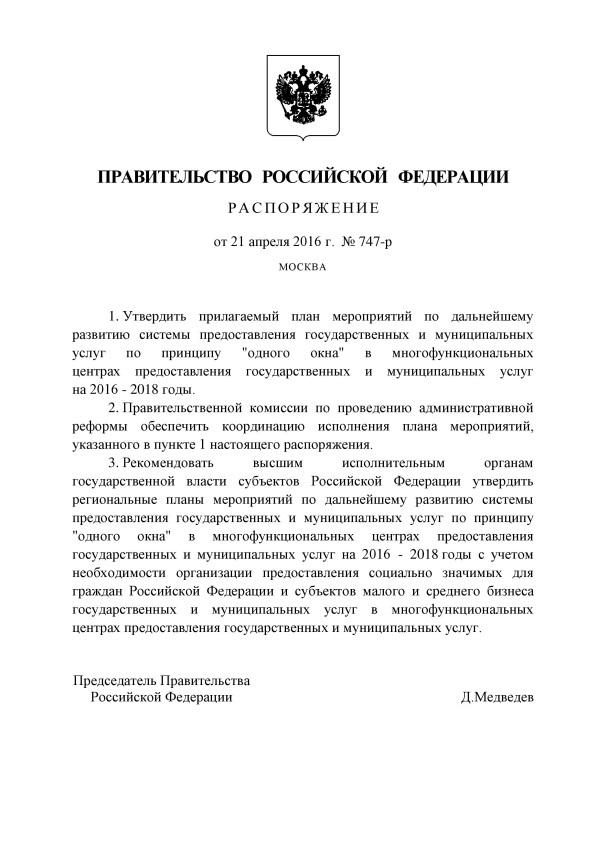 ПРАВИТЕЛЬСТВО РОССИЙСКОЙ ФЕДЕРАЦИИ
РАСПОРЯЖЕНИЕ
от 21 апреля 2016 г. № 747-р
МОСКВА
1. Утвердить прилагаемый план мероприятий по дальнейшему
развитию системы предоставления государственных и муниципальных
услуг по принципу "одного окна" в многофункциональных
центрах предоставления государственных и муниципальных услуг
на 2016 - 2018 годы.
2. Правительственной комиссии по проведению административной
реформы обеспечить координацию исполнения плана мероприятий,
указанного в пункте 1 настоящего распоряжения.
3. Рекомендовать высшим исполнительным органам
государственной власти субъектов Российской Федерации утвердить
региональные планы мероприятий по дальнейшему развитию системы
предоставления государственных и муниципальных услуг по принципу
"одного окна" в многофункциональных центрах предоставления
государственных и муниципальных услуг на 2016 - 2018 годы с учетом
необходимости организации предоставления социально значимых для
граждан Российской Федерации и субъектов малого и среднего бизнеса
государственных и муниципальных услуг в многофункциональных
центрах предоставления государственных и муниципальных услуг.
Председатель Правительства
Российской Федерации Д.Медведев